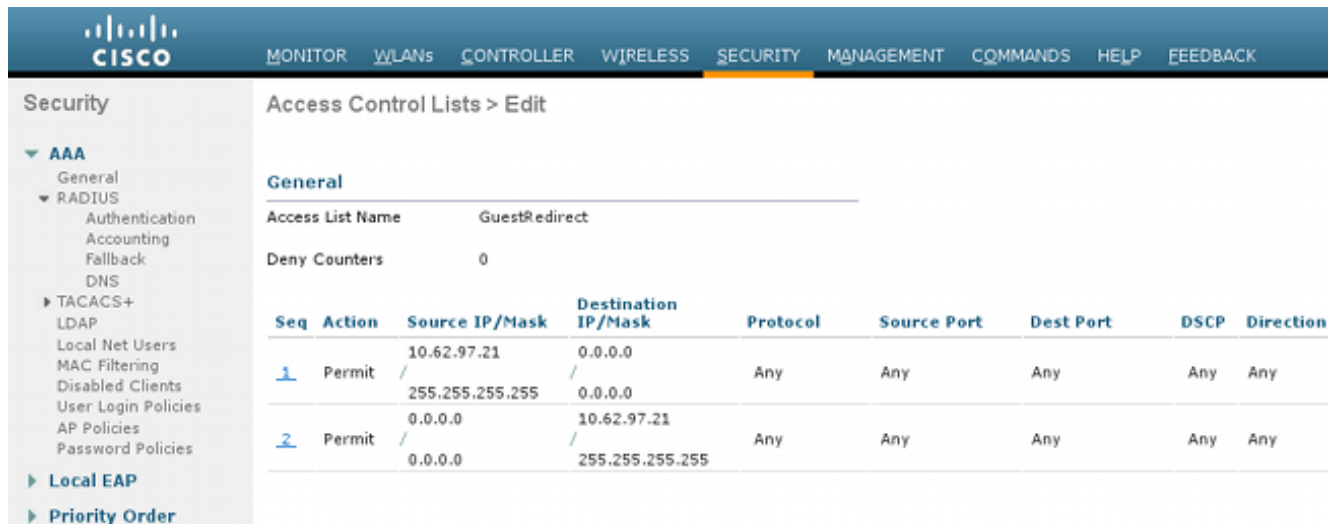 CISCO
MONITOR WLANs CONTROLLER WIRELESS SECURITY MANAGEMENT COMMANDS HELP FEEDBACK
Security
AAA
General
RADIUS
Authentication
Accounting
Fallback
DNS
TACACS+
LDAP
Local Net Users
MAC Filtering
Disabled Clients
User Login Policies
AP Policies
Password Policies
Local EAP
Priority Order
Access Control Lists > Edit
General
Access List Name GuestRedirect
Deny Counters 0
Seq Action Source IP/Mask Destination IP/Mask Protocol Source Port Dest Port DSCP Direction
1 Permit 10.62.97.21 / 255.255.255.255 0.0.0.0 / 0.0.0.0 Any Any Any Any Any
2 Permit 0.0.0.0 / 0.0.0.0 10.62.97.21 / 255.255.255.255 Any Any Any Any Any